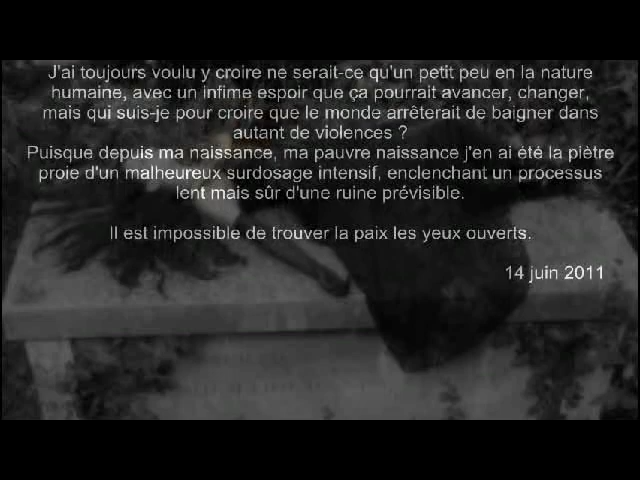 J'ai toujours voulu y croire ne serait-ce qu'un petit peu en la nature
humaine, avec un infime espoir que ça pourrait avancer, changer,
mais qui suis-je pour croire que le monde arrêterait de baigner dans
autant de violences ?
Puisque depuis ma naissance, ma pauvre naissance j'en ai été la piètre
proie d'un malheureux surdosage intensif, enclenchant un processus
lent mais sûr d'une ruine prévisible.
Il est impossible de trouver la paix les yeux ouverts.
14 juin 2011